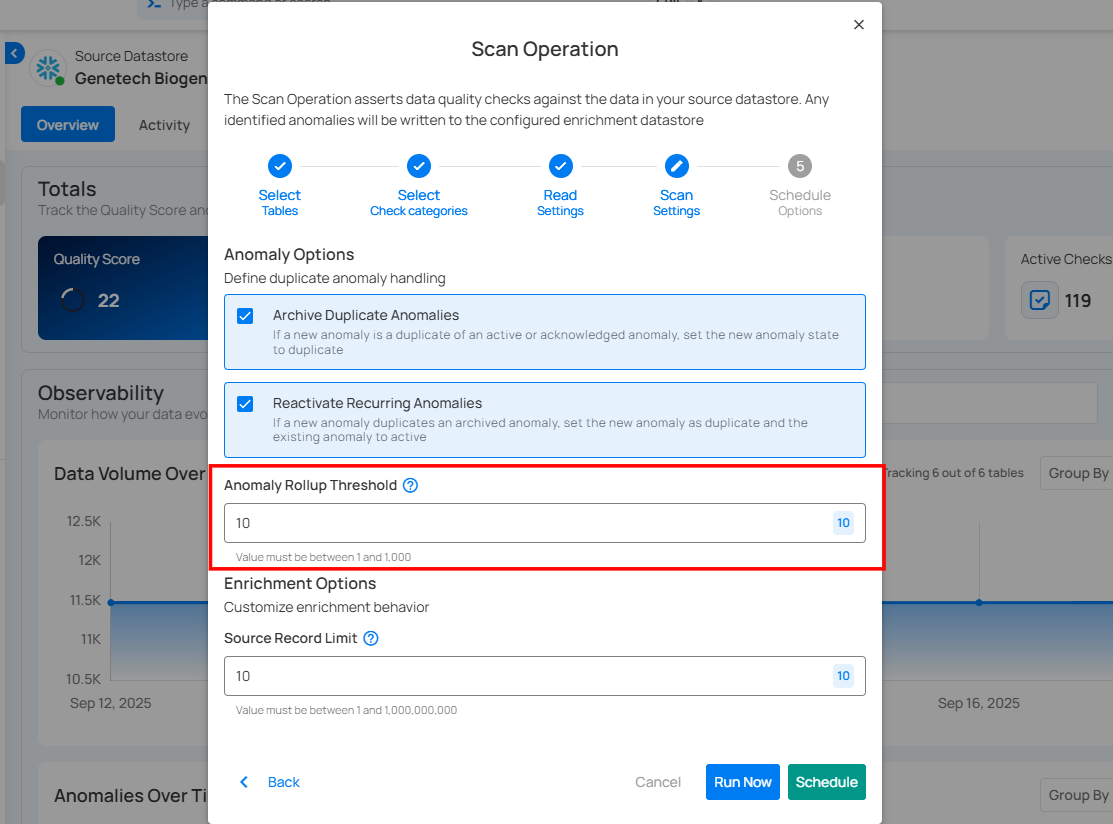 Scan Operation
The Scan Operation asserts data quality checks against the data in your source datastore. Any
identified anomalies will be written to the configured enrichment datastore
5
Select
Tables
Select
Check categories
Read
Settings
Scan
Settings
Schedule
Options
Anomaly Options
Define duplicate anomaly handling
Archive Duplicate Anomalies
If a new anomaly is a duplicate of an active or acknowledged anomaly, set the new anomaly state
to duplicate
Reactivate Recurring Anomalies
If a new anomaly duplicates an archived anomaly, set the new anomaly as duplicate and the
existing anomaly to active
Anomaly Rollup Threshold
10 10
Value must be between 1 and 1,000
Enrichment Options
Customize enrichment behavior
Source Record Limit
10 10
Value must be between 1 and 1,000,000,000
Back Cancel Run Now Schedule
Source Datastore
Genetech Biogen
Overview Activity
Totals
Track the Quality Score and
Quality Score
22
Active Checks
119
Observability
Monitor how your data evo
Data Volume Over
racking 6 out of 6 tables
Group By
12.5K
12K
11.5K
11K
10.5K
Sep 12, 2025
Sep 16, 2025
Anomalies Over Ti
Group By